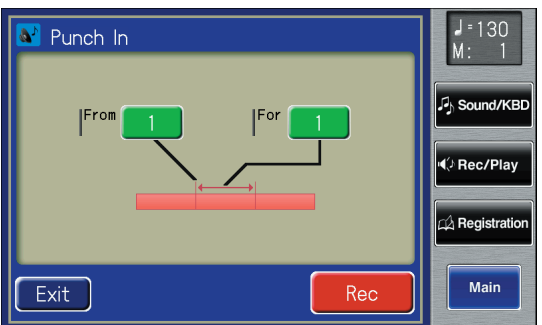 Punch In
From 1
For 1
Exit
Rec
♩=130
M: 1
Sound/KBD
Rec/Play
Registration
Main